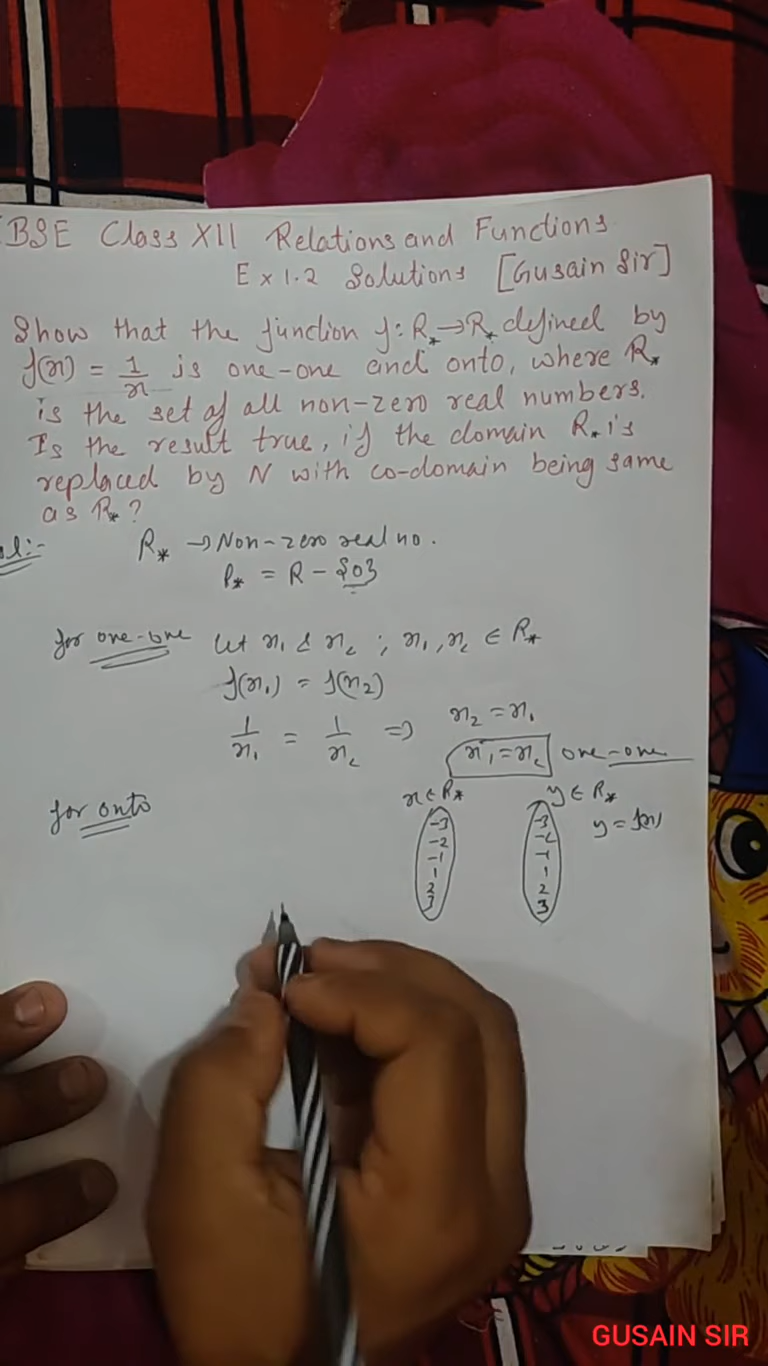 BSE Class XII Relations and Functions
Ex 1.2 Solutions [Gusain Sir]
Show that the function f: R* → R* defined by
f(x) = 1/x is one-one and onto, where R*
is the set of all non-zero real numbers.
Is the result true, if the domain R* is
replaced by N with co-domain being same
as R*?
ol:-
R* → Non-zero real no.
R* = R - {0}
for one-one let x₁ & x₂ ; x₁, x₂ ∈ R*
f(x₁) = f(x₂)
1/x₁ = 1/x₂ => x₂ = x₁
x₁ = x₂ one-one
for onto
x ∈ R* y ∈ R*
-3 -3 y = f(x)
-2 -2
-1 -1
1 1
2 2
3 3
GUSAIN SIR